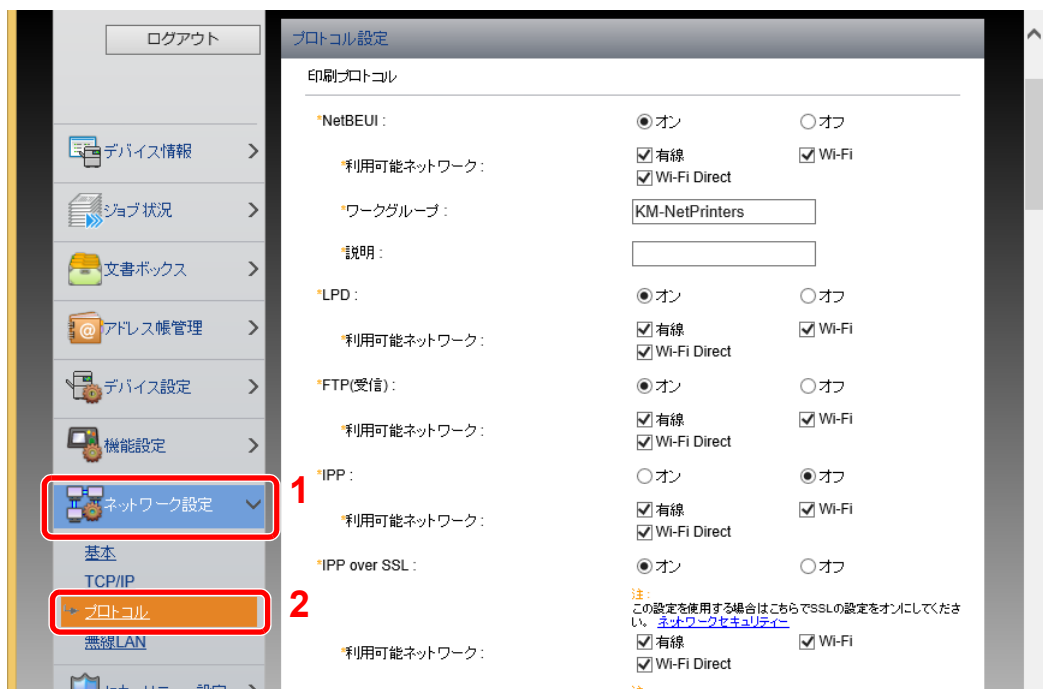 ログアウト
デバイス情報
ジョブ状況
文書ボックス
アドレス帳管理
デバイス設定
機能設定
ネットワーク設定
1
基本
TCP/IP
プロトコル
2
無線LAN
プロトコル設定
印刷プロトコル
*NetBEUI :
オン オフ
*利用可能ネットワーク :
有線 Wi-Fi
Wi-Fi Direct
*ワークグループ :
KM-NetPrinters
*説明 :
*LPD :
オン オフ
*利用可能ネットワーク :
有線 Wi-Fi
Wi-Fi Direct
*FTP(受信) :
オン オフ
*利用可能ネットワーク :
有線 Wi-Fi
Wi-Fi Direct
*IPP :
オン オフ
*利用可能ネットワーク :
有線 Wi-Fi
Wi-Fi Direct
*IPP over SSL :
オン オフ
注 :
この設定を使用する場合はこちらでSSLの設定をオンにしてくださ
い。 ネットワークセキュリティー
*利用可能ネットワーク :
有線 Wi-Fi
Wi-Fi Direct